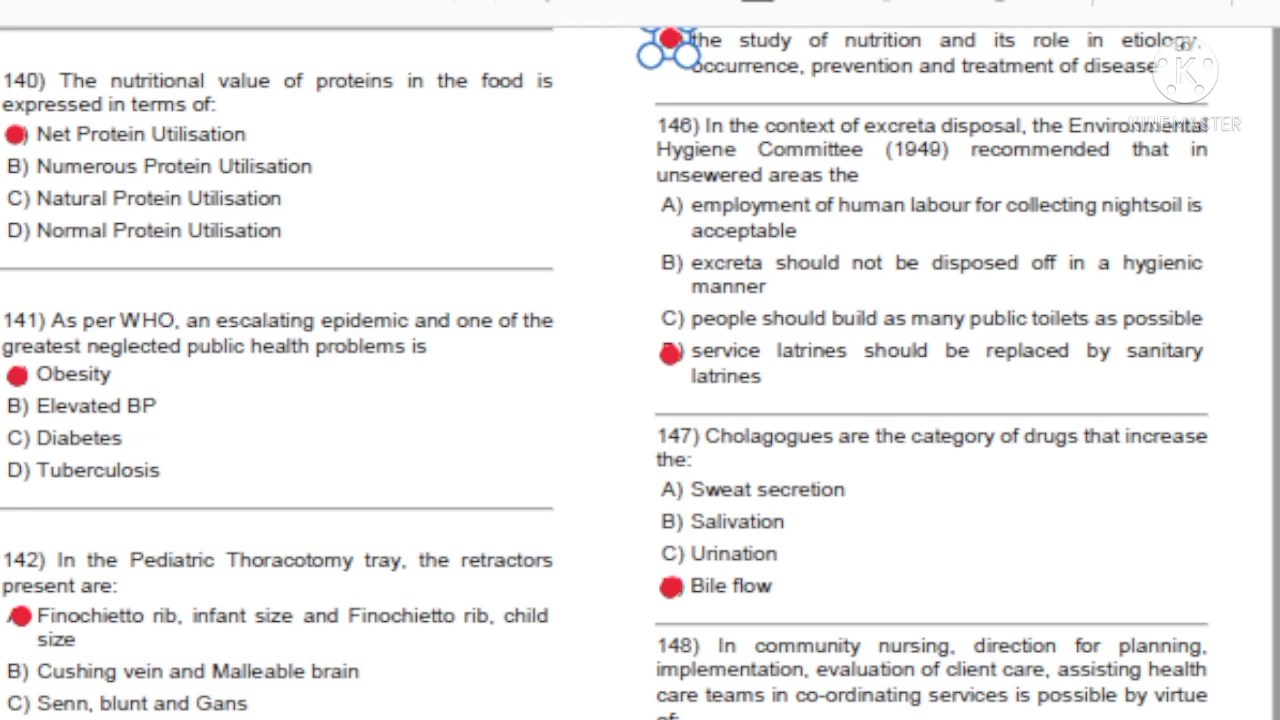 140) The nutritional value of proteins in the food is
expressed in terms of:
Net Protein Utilisation
B) Numerous Protein Utilisation
C) Natural Protein Utilisation
D) Normal Protein Utilisation
141) As per WHO, an escalating epidemic and one of the
greatest neglected public health problems is
Obesity
B) Elevated BP
C) Diabetes
D) Tuberculosis
142) In the Pediatric Thoracotomy tray, the retractors
present are:
Finochietto rib, infant size and Finochietto rib, child
size
B) Cushing vein and Malleable brain
C) Senn, blunt and Gans
the study of nutrition and its role in etiology,
occurrence, prevention and treatment of disease
146) In the context of excreta disposal, the Environmental
Hygiene Committee (1949) recommended that in
unsewered areas the
A) employment of human labour for collecting nightsoil is
acceptable
B) excreta should not be disposed off in a hygienic
manner
C) people should build as many public toilets as possible
) service latrines should be replaced by sanitary
latrines
147) Cholagogues are the category of drugs that increase
the:
A) Sweat secretion
B) Salivation
C) Urination
Bile flow
148) In community nursing, direction for planning,
implementation, evaluation of client care, assisting health
care teams in co-ordinating services is possible by virtue
of:
K
KINEMASTER